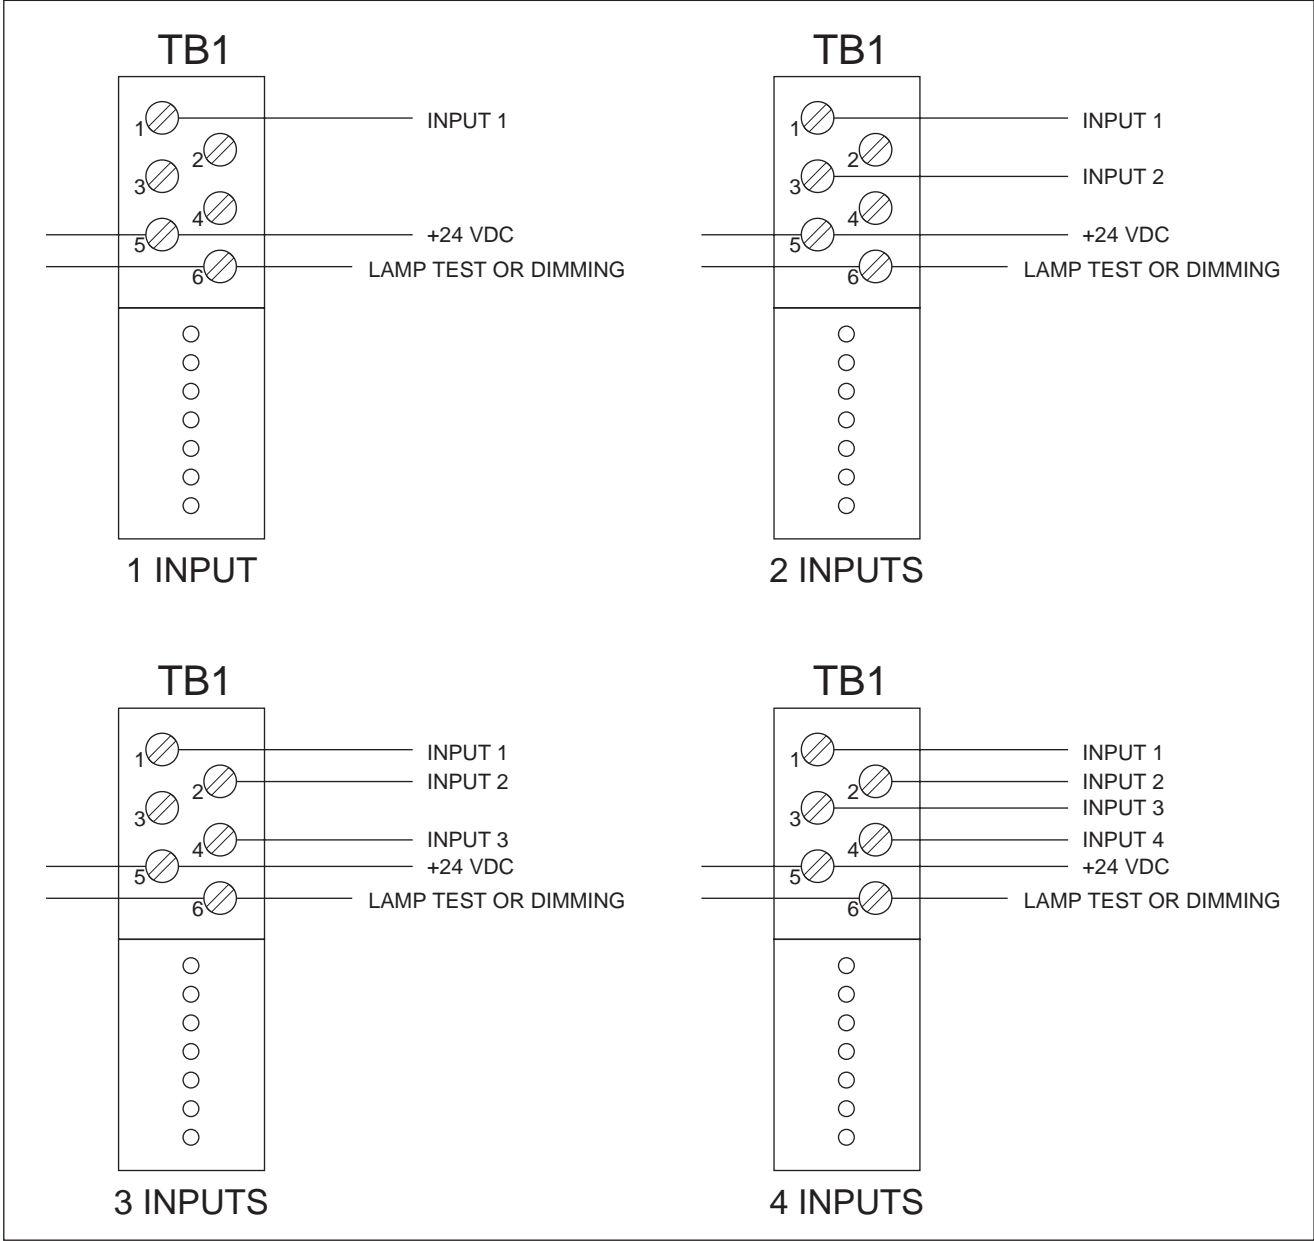 TB1
1
INPUT 1
2
3
4
5
+24 VDC
6
LAMP TEST OR DIMMING
1 INPUT
TB1
1
INPUT 1
2
3
INPUT 2
4
5
+24 VDC
6
LAMP TEST OR DIMMING
2 INPUTS
TB1
1
INPUT 1
2
INPUT 2
3
4
INPUT 3
5
+24 VDC
6
LAMP TEST OR DIMMING
3 INPUTS
TB1
1
INPUT 1
2
INPUT 2
3
INPUT 3
4
INPUT 4
5
+24 VDC
6
LAMP TEST OR DIMMING
4 INPUTS